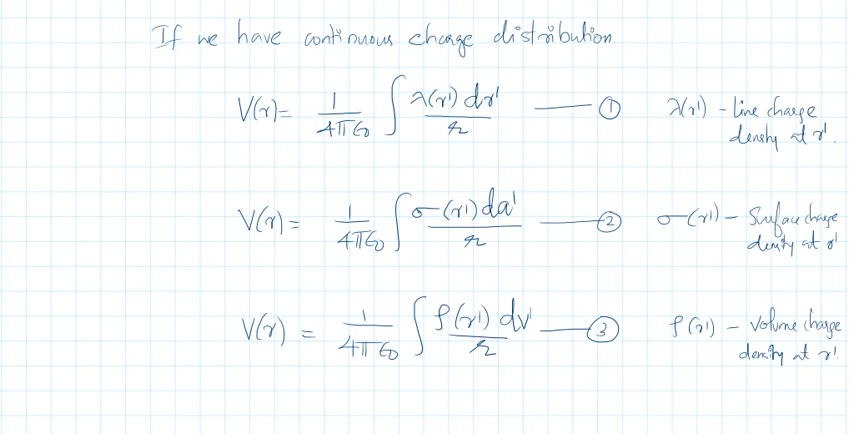 If we have continuous charge distribution.
V(r) = 1/4πε₀ ∫ λ(r') dr'/𝓇 —— ① λ(r') - line charge density at r'.
V(r) = 1/4πε₀ ∫ σ(r') da'/𝓇 —— ② σ(r') - Surface charge density at r'
V(r) = 1/4πε₀ ∫ ρ(r') dv'/𝓇 —— ③ ρ(r') - Volume charge density at r'.